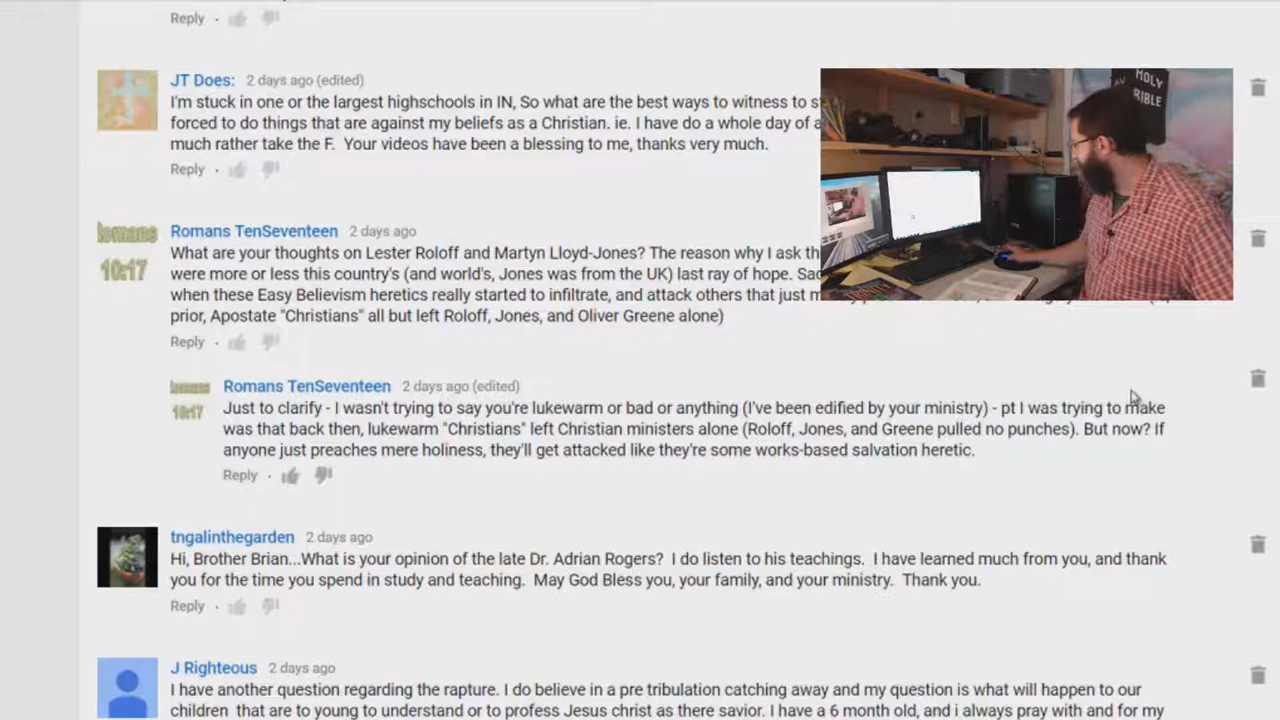 Reply
JT Does: 2 days ago (edited)
I'm stuck in one or the largest highschools in IN, So what are the best ways to witness to s
forced to do things that are against my beliefs as a Christian. ie. I have do a whole day of a
much rather take the F. Your videos have been a blessing to me, thanks very much.
Reply
HOLY
BIBLE
AV
Romans TenSeventeen 2 days ago
10:17
What are your thoughts on Lester Roloff and Martyn Lloyd-Jones? The reason why I ask th
were more or less this country's (and world's, Jones was from the UK) last ray of hope. Sad
when these Easy Believism heretics really started to infiltrate, and attack others that just m
prior, Apostate "Christians" all but left Roloff, Jones, and Oliver Greene alone)
Reply
Romans TenSeventeen 2 days ago (edited)
10:17
Just to clarify - I wasn't trying to say you're lukewarm or bad or anything (I've been edified by your ministry) - pt I was trying to make
was that back then, lukewarm "Christians" left Christian ministers alone (Roloff, Jones, and Greene pulled no punches). But now? If
anyone just preaches mere holiness, they'll get attacked like they're some works-based salvation heretic.
Reply
tngalinthegarden 2 days ago
Hi, Brother Brian...What is your opinion of the late Dr. Adrian Rogers? I do listen to his teachings. I have learned much from you, and thank
you for the time you spend in study and teaching. May God Bless you, your family, and your ministry. Thank you.
Reply
J Righteous 2 days ago
I have another question regarding the rapture. I do believe in a pre tribulation catching away and my question is what will happen to our
children that are to young to understand or to profess Jesus christ as there savior. I have a 6 month old, and i always pray with and for my